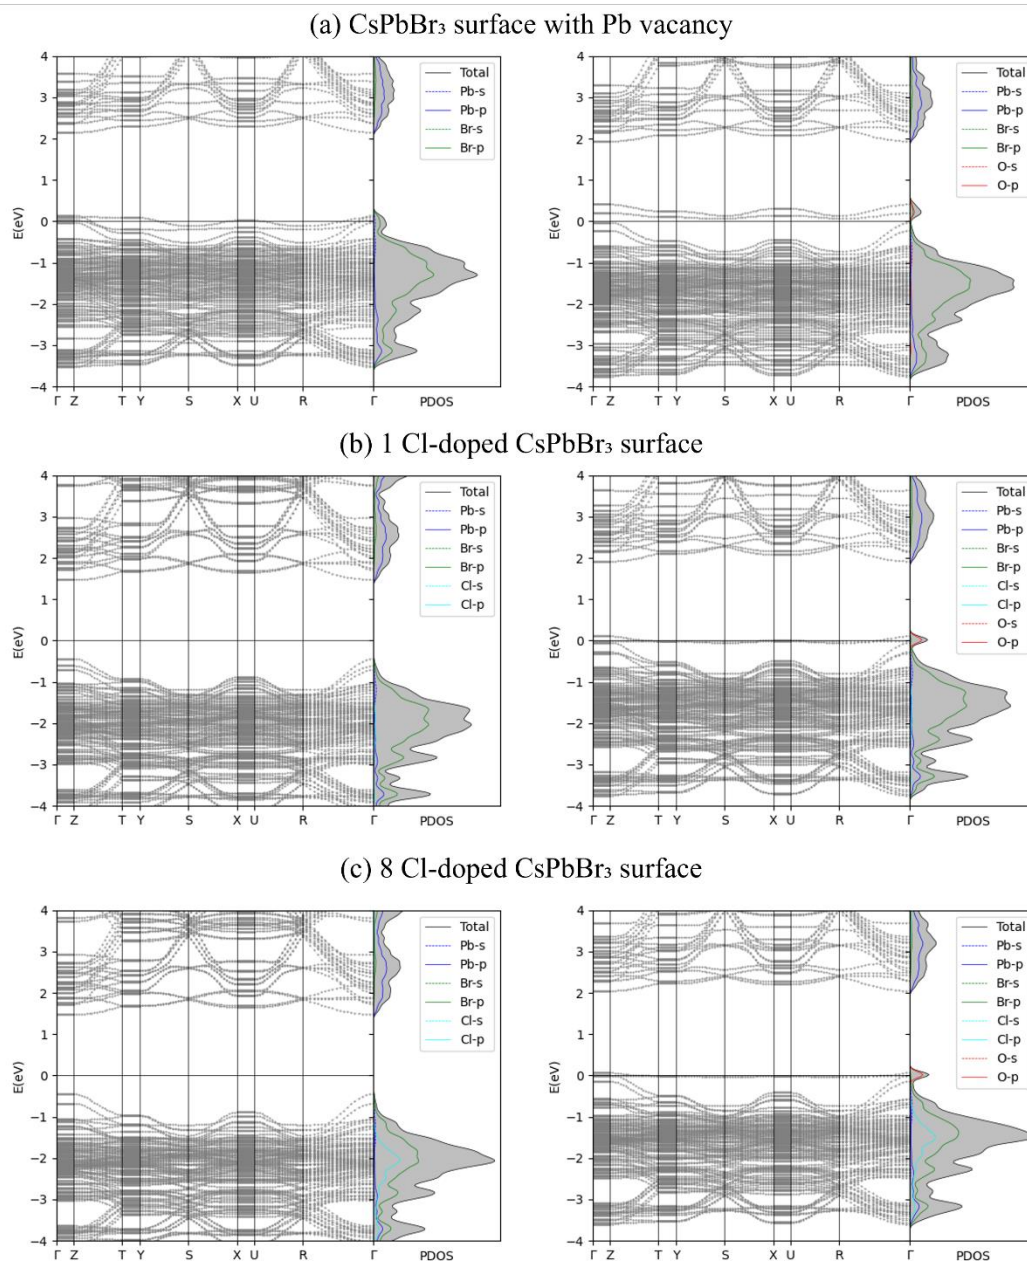 (a) CsPbBr₃ surface with Pb vacancy
E(eV)
4
3
2
1
0
−1
−2
−3
−4
Γ Z T Y S X U R Γ PDOS
Total
Pb-s
Pb-p
Br-s
Br-p
E(eV)
4
3
2
1
0
−1
−2
−3
−4
Γ Z T Y S X U R Γ PDOS
Total
Pb-s
Pb-p
Br-s
Br-p
O-s
O-p
(b) 1 Cl-doped CsPbBr₃ surface
E(eV)
4
3
2
1
0
−1
−2
−3
−4
Γ Z T Y S X U R Γ PDOS
Total
Pb-s
Pb-p
Br-s
Br-p
Cl-s
Cl-p
E(eV)
4
3
2
1
0
−1
−2
−3
−4
Γ Z T Y S X U R Γ PDOS
Total
Pb-s
Pb-p
Br-s
Br-p
Cl-s
Cl-p
O-s
O-p
(c) 8 Cl-doped CsPbBr₃ surface
E(eV)
4
3
2
1
0
−1
−2
−3
−4
Γ Z T Y S X U R Γ PDOS
Total
Pb-s
Pb-p
Br-s
Br-p
Cl-s
Cl-p
E(eV)
4
3
2
1
0
−1
−2
−3
−4
Γ Z T Y S X U R Γ PDOS
Total
Pb-s
Pb-p
Br-s
Br-p
Cl-s
Cl-p
O-s
O-p